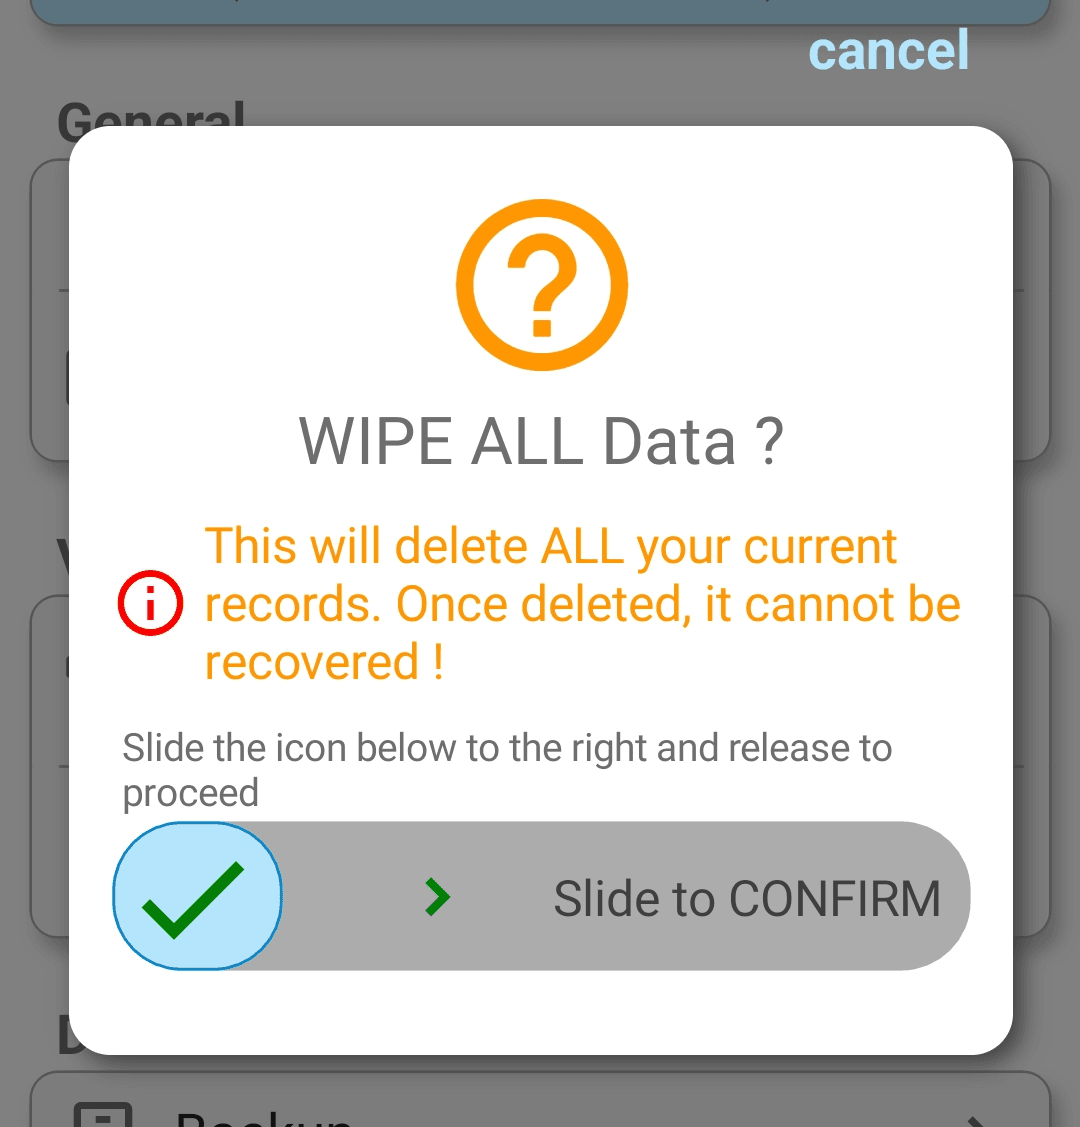 cancel
General
WIPE ALL Data ?
This will delete ALL your current
records. Once deleted, it cannot be
recovered !
Slide the icon below to the right and release to
proceed
Slide to CONFIRM
Backup